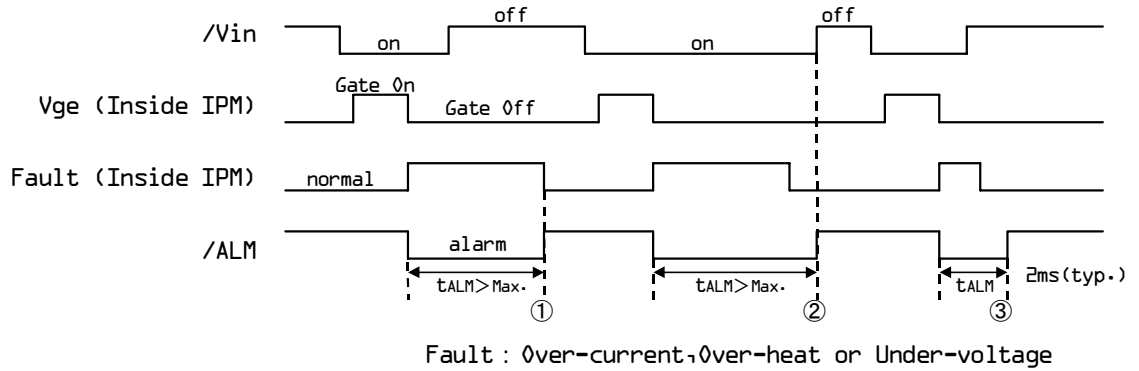 off off
/Vin
on on
Gate On
Vge (Inside IPM) Gate Off
Fault (Inside IPM) normal
/ALM alarm
tALM>Max. tALM>Max. tALM 2ms(typ.)
① ② ③
Fault : Over-current,Over-heat or Under-voltage